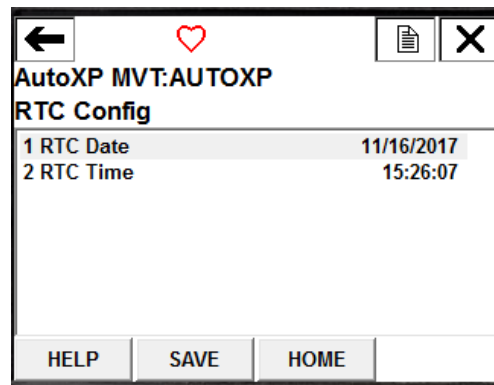 AutoXP MVT:AUTOXP
RTC Config
1 RTC Date 11/16/2017
2 RTC Time 15:26:07
HELP SAVE HOME